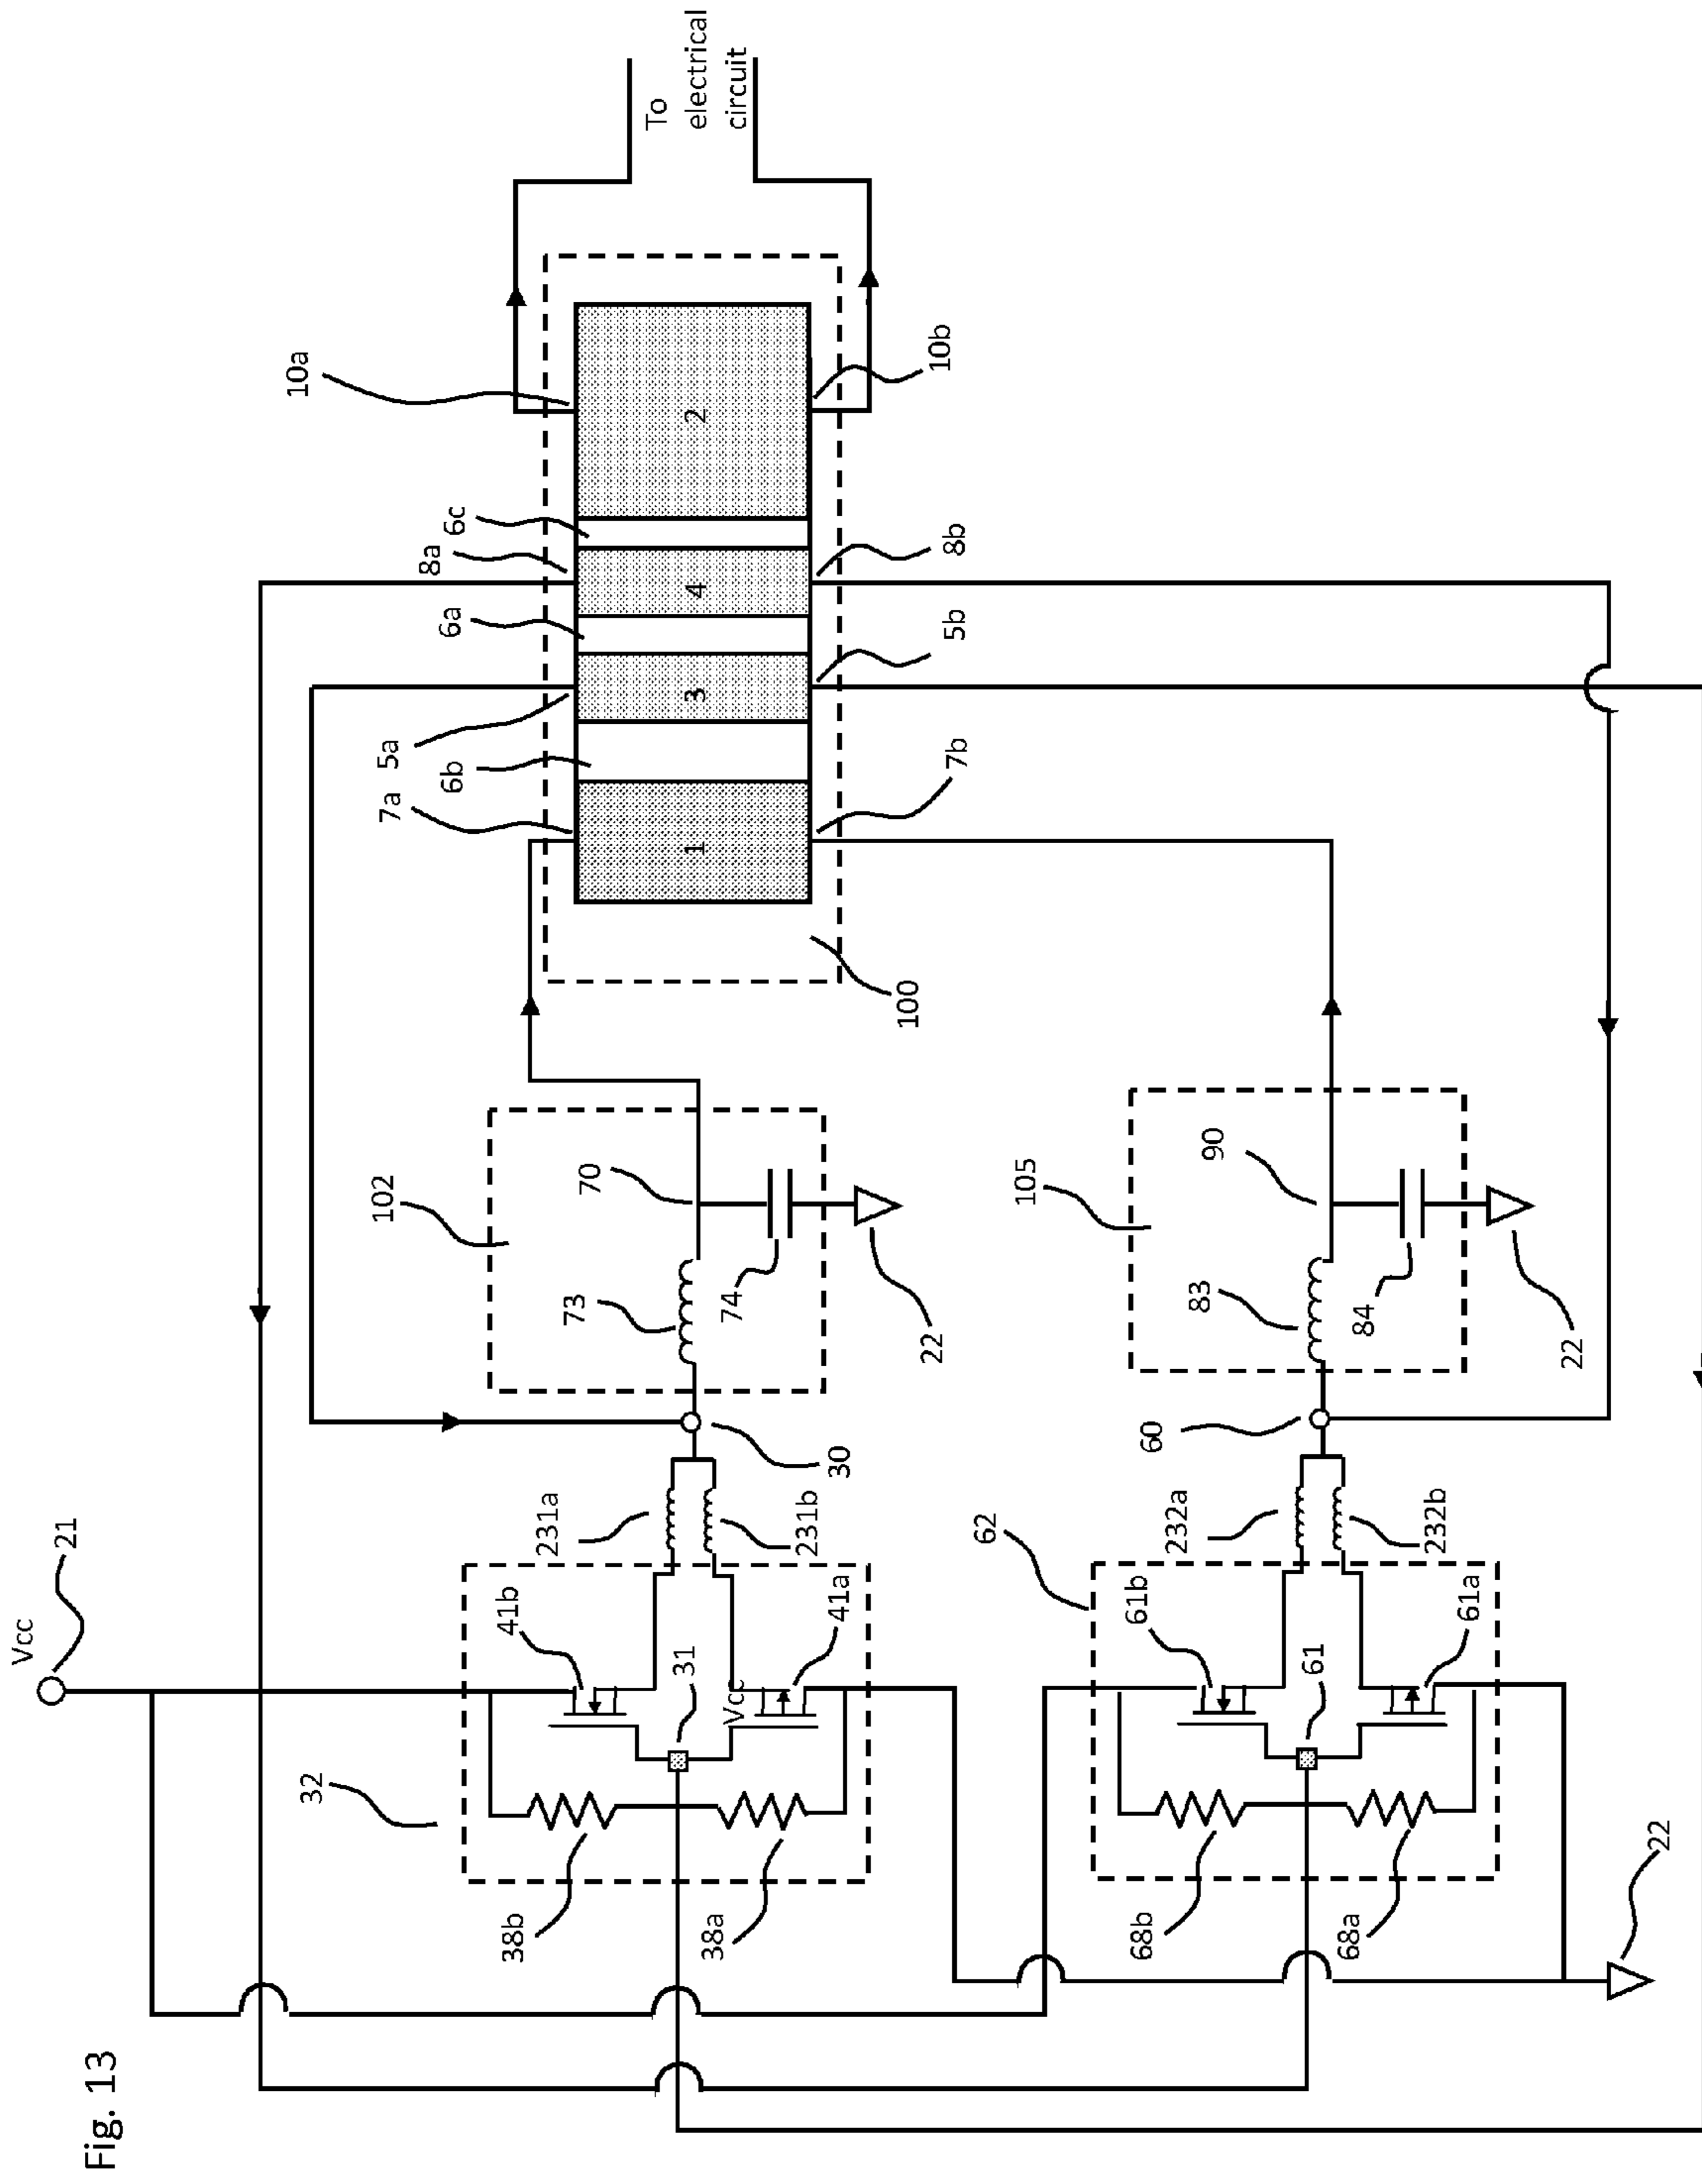 Fig. 13
Vcc
21
To
electrical
circuit
10a
10b
6c
8a
8b
6a
5b
5a
6b
7a
7b
2
4
3
1
100
102
70
73
74
22
105
90
83
84
22
30
60
231a
231b
232a
232b
62
41b
41a
31
Vcc
32
38b
38a
61b
61a
61
68b
68a
22